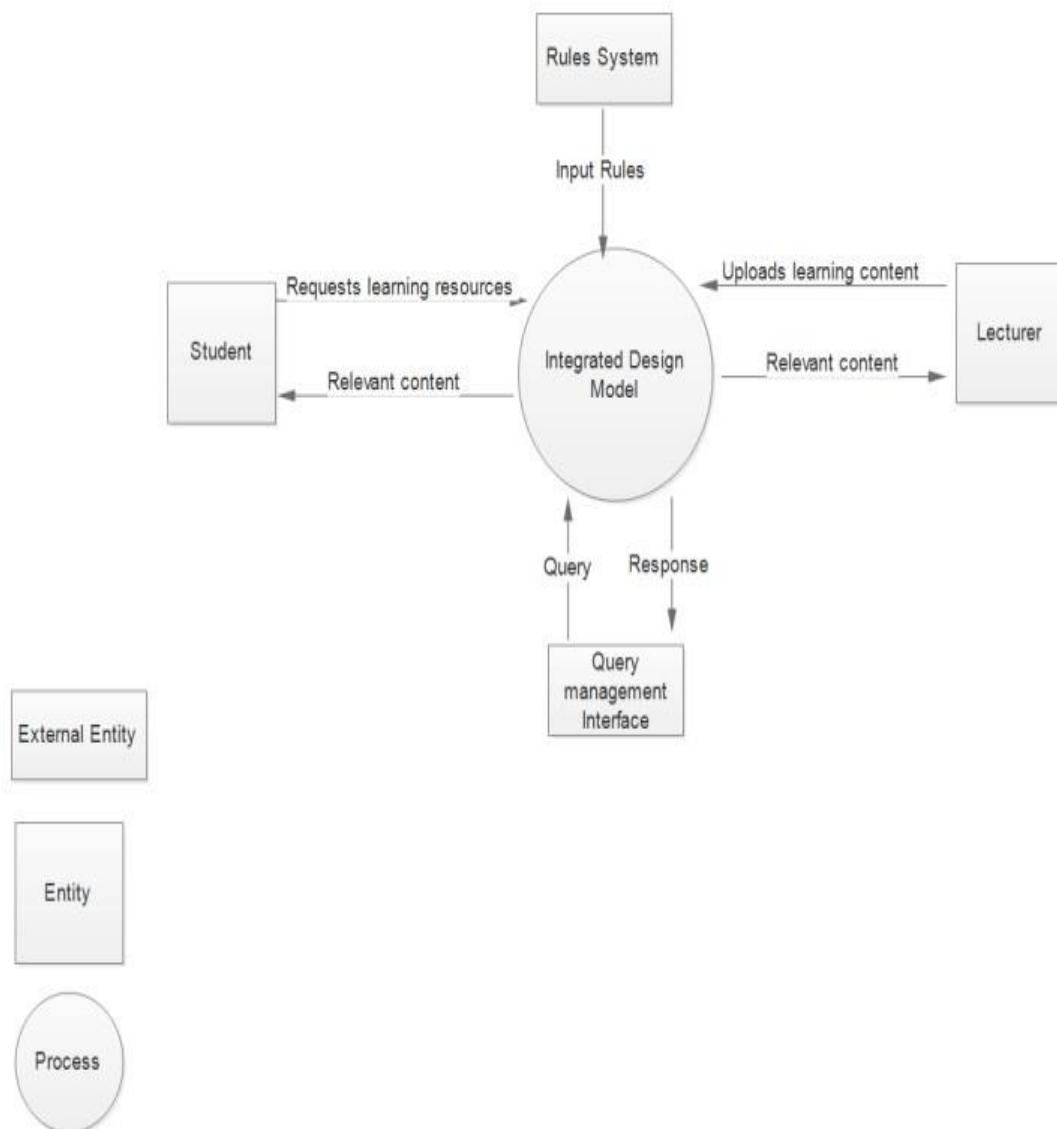 Rules System
Input Rules
Requests learning resources
Uploads learning content
Student
Integrated Design
Model
Lecturer
Relevant content
Relevant content
Query
Response
Query
management
Interface
External Entity
Entity
Process